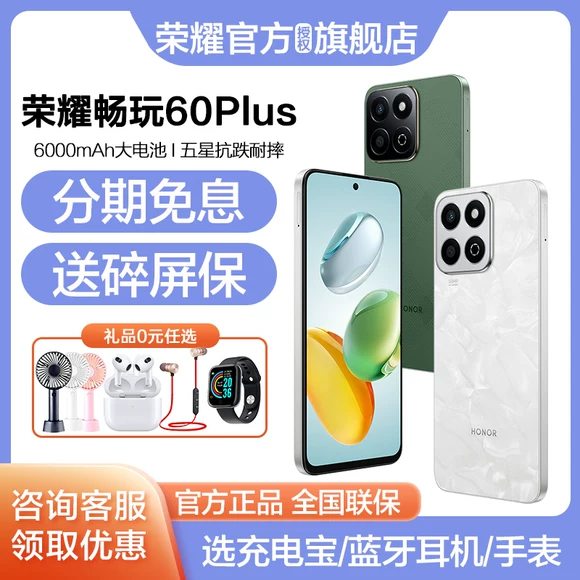 荣耀官方授权旗舰店
荣耀畅玩60Plus
6000mAh大电池 | 五星抗跌耐摔
分期免息
送碎屏保
礼品0元任选
HONOR
HONOR
咨询客服
领取优惠
官方正品 全国联保
选充电宝/蓝牙耳机/手表